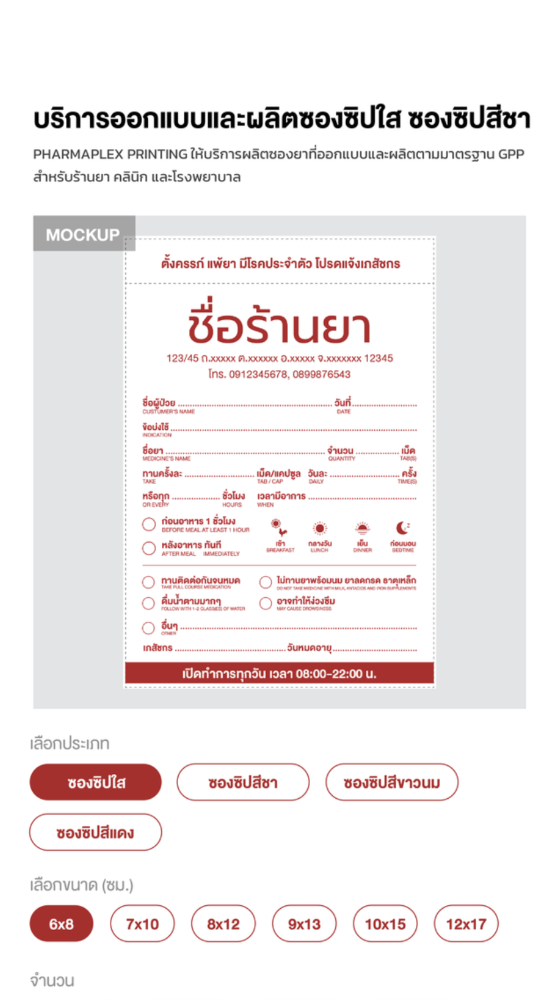 บริการออกแบบและผลิตซองซิปใส ซองซิปสีชา
PHARMAPLEX PRINTING ให้บริการผลิตซองยาที่ออกแบบและผลิตตามมาตรฐาน GPP
สำหรับร้านยา คลินิก และโรงพยาบาล
MOCKUP
ตั้งครรภ์ แพ้ยา มีโรคประจำตัว โปรดแจ้งเภสัชกร
ชื่อร้านยา
123/45 ถ.xxxxx ต.xxxxxx อ.xxxxx จ.xxxxxxx 12345
โทร. 0912345678, 0899876543
ชื่อผู้ป่วย ........ วันที่ ........
CUSTUMER'S NAME DATE
ข้อบ่งใช้ ........
INDICATION
ชื่อยา ........ จำนวน ........ เม็ด
MEDICINE'S NAME QUANTITY TAB(S)
ทานครั้งละ ........ เม็ด/แคปซูล วันละ ........ ครั้ง
TAKE TAB / CAP DAILY TIME(S)
หรือทุก ........ ชั่วโมง เวลามีอาการ ........
OR EVERY HOURS WHEN
ก่อนอาหาร 1 ชั่วโมง
BEFORE MEAL AT LEAST 1 HOUR
หลังอาหาร ทันที
AFTER MEAL IMMEDIATELY
เช้า กลางวัน เย็น ก่อนนอน
BREAKFAST LUNCH DINNER BEDTIME
ทานติดต่อกันจนหมด ไม่ทานยาพร้อมนม ยาลดกรด ธาตุเหล็ก
TAKE FULL COURSE MEDICATION DO NOT TAKE MEDICINE WITH MILK, ANTACIDS AND IRON SUPPLEMENTS
ดื่มน้ำตามมากๆ อาจทำให้ง่วงซึม
FOLLOW WITH 1-2 GLASS(ES) OF WATER MAY CAUSE DROWSINESS
อื่นๆ ........
OTHER
เภสัชกร ........ วันหมดอายุ ........
เปิดทำการทุกวัน เวลา 08:00-22:00 น.
เลือกประเภท
ซองซิปใส ซองซิปสีชา ซองซิปสีขาวนม
ซองซิปสีแดง
เลือกขนาด (ซม.)
6x8 7x10 8x12 9x13 10x15 12x17
จำนวน